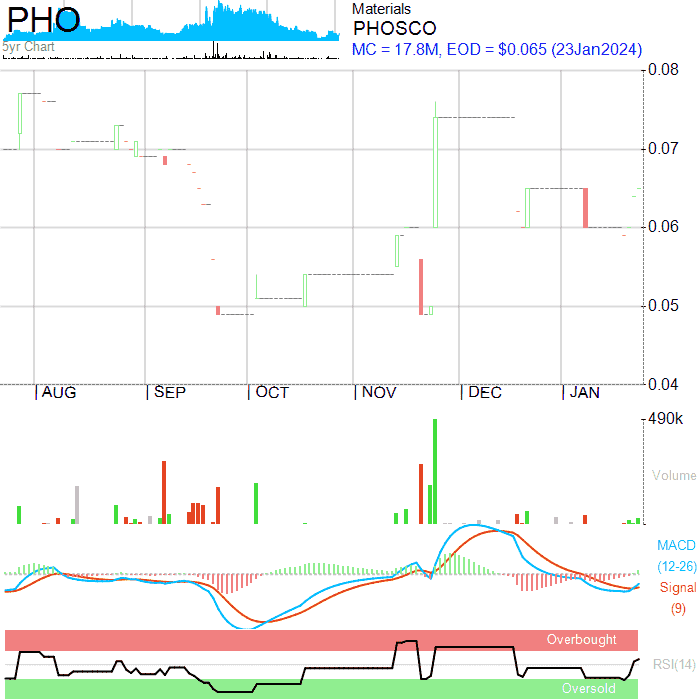 PHO
5yr Chart
Materials
PHOSCO
MC = 17.8M, EOD = $0.065 (23Jan2024)
0.08
0.07
0.06
0.05
0.04
AUG SEP OCT NOV DEC JAN
490k
Volume
MACD
(12-26)
Signal
(9)
Overbought
RSI(14)
Oversold